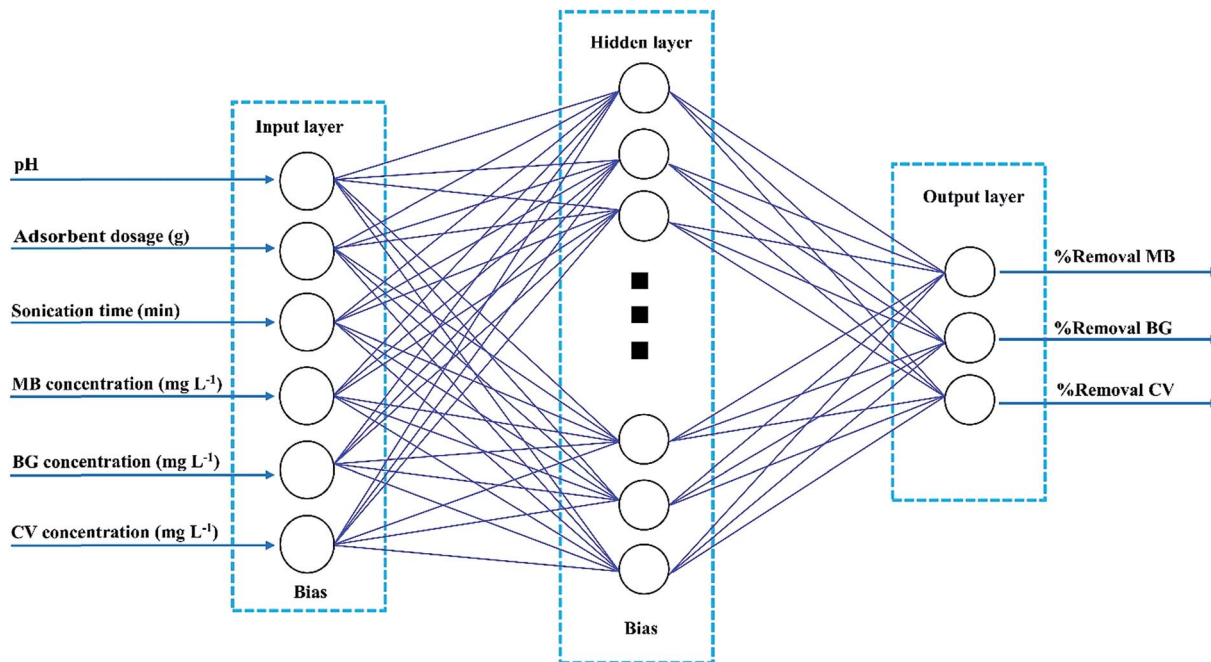 Hidden layer
Input layer
pH
Adsorbent dosage (g)
Sonication time (min)
MB concentration (mg L⁻¹)
BG concentration (mg L⁻¹)
CV concentration (mg L⁻¹)
Bias
Bias
Output layer
%Removal MB
%Removal BG
%Removal CV